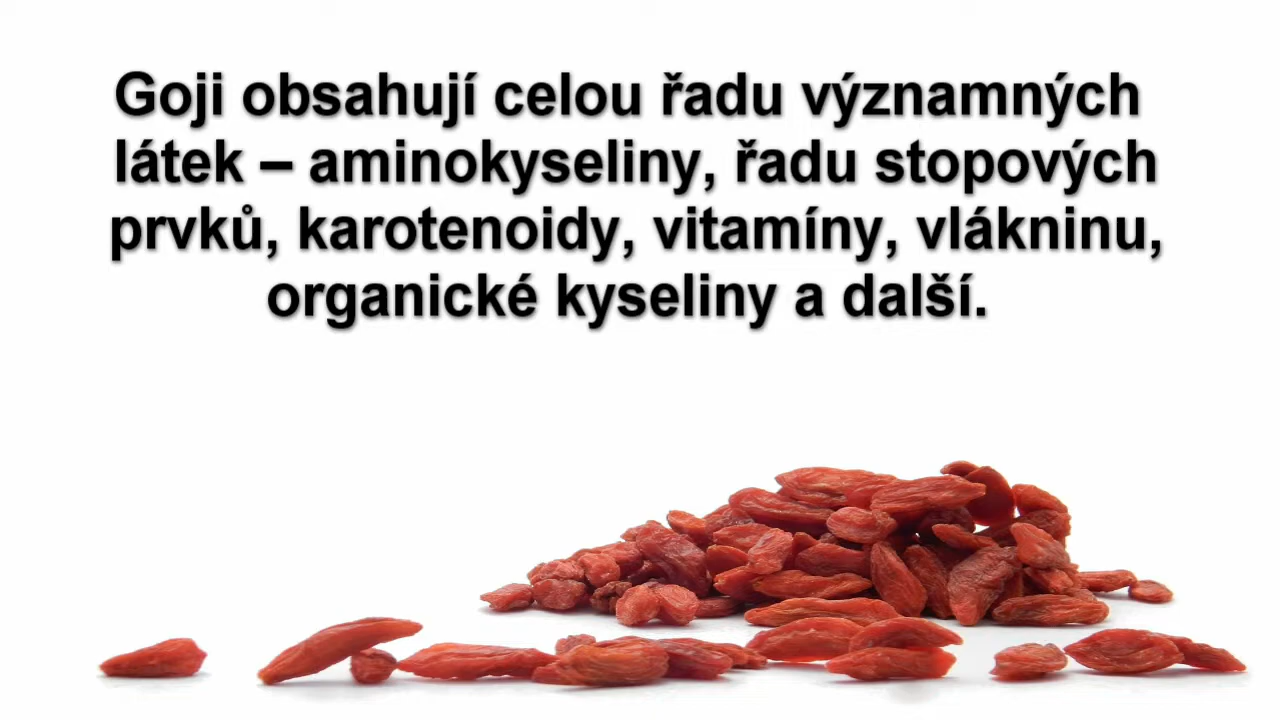 Goji obsahují celou řadu významných
látek – aminokyseliny, řadu stopových
prvků, karotenoidy, vitamíny, vlákninu,
organické kyseliny a další.